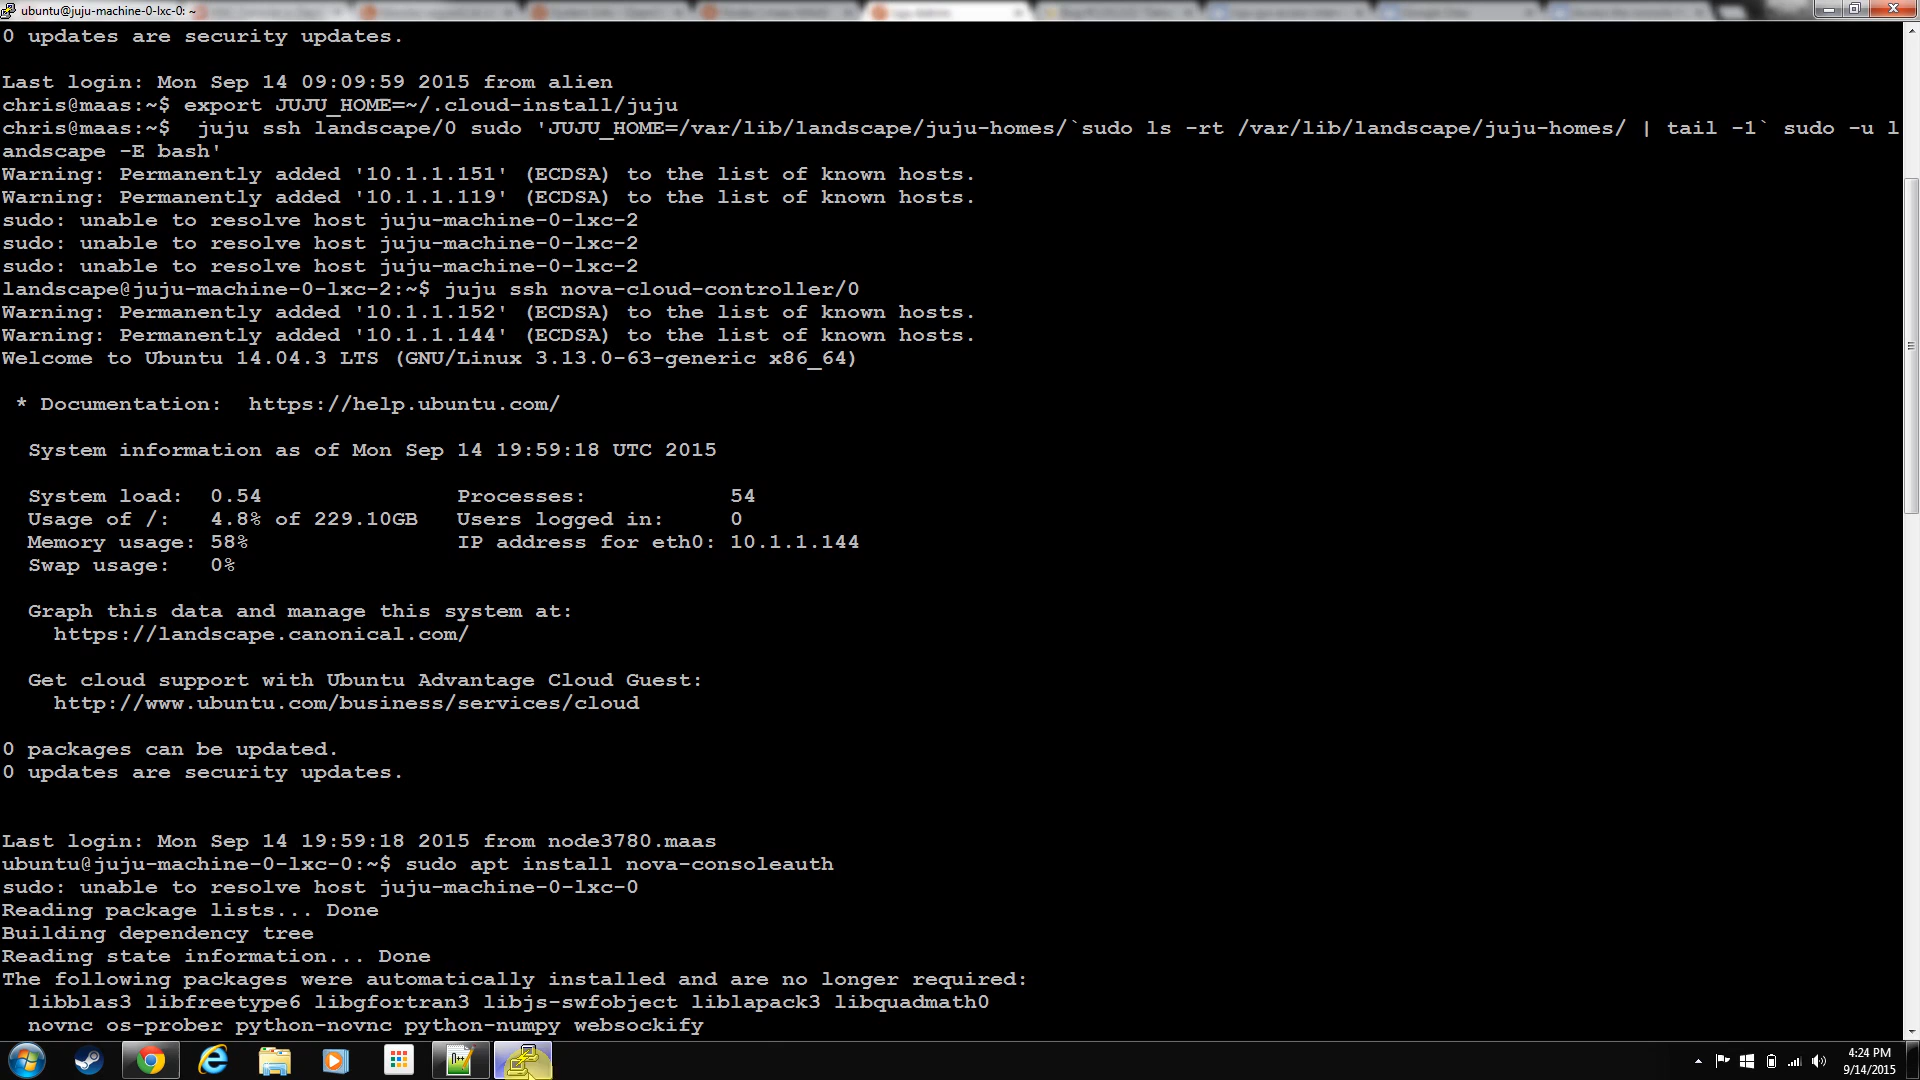 ubuntu@juju-machine-0-lxc-0: ~
0 updates are security updates.
Last login: Mon Sep 14 09:09:59 2015 from alien
chris@maas:~$ export JUJU_HOME=~/.cloud-install/juju
chris@maas:~$  juju ssh landscape/0 sudo 'JUJU_HOME=/var/lib/landscape/juju-homes/`sudo ls -rt /var/lib/landscape/juju-homes/ | tail -1` sudo -u l
andscape -E bash'
Warning: Permanently added '10.1.1.151' (ECDSA) to the list of known hosts.
Warning: Permanently added '10.1.1.119' (ECDSA) to the list of known hosts.
sudo: unable to resolve host juju-machine-0-lxc-2
sudo: unable to resolve host juju-machine-0-lxc-2
sudo: unable to resolve host juju-machine-0-lxc-2
landscape@juju-machine-0-lxc-2:~$ juju ssh nova-cloud-controller/0
Warning: Permanently added '10.1.1.152' (ECDSA) to the list of known hosts.
Warning: Permanently added '10.1.1.144' (ECDSA) to the list of known hosts.
Welcome to Ubuntu 14.04.3 LTS (GNU/Linux 3.13.0-63-generic x86_64)
* Documentation:  https://help.ubuntu.com/
System information as of Mon Sep 14 19:59:18 UTC 2015
System load:  0.54               Processes:           54
Usage of /:   4.8% of 229.10GB   Users logged in:     0
Memory usage: 58%                IP address for eth0: 10.1.1.144
Swap usage:   0%
Graph this data and manage this system at:
https://landscape.canonical.com/
Get cloud support with Ubuntu Advantage Cloud Guest:
http://www.ubuntu.com/business/services/cloud
0 packages can be updated.
0 updates are security updates.
Last login: Mon Sep 14 19:59:18 2015 from node3780.maas
ubuntu@juju-machine-0-lxc-0:~$ sudo apt install nova-consoleauth
sudo: unable to resolve host juju-machine-0-lxc-0
Reading package lists... Done
Building dependency tree
Reading state information... Done
The following packages were automatically installed and are no longer required:
libblas3 libfreetype6 libgfortran3 libjs-swfobject liblapack3 libquadmath0
novnc os-prober python-novnc python-numpy websockify
4:24 PM
9/14/2015